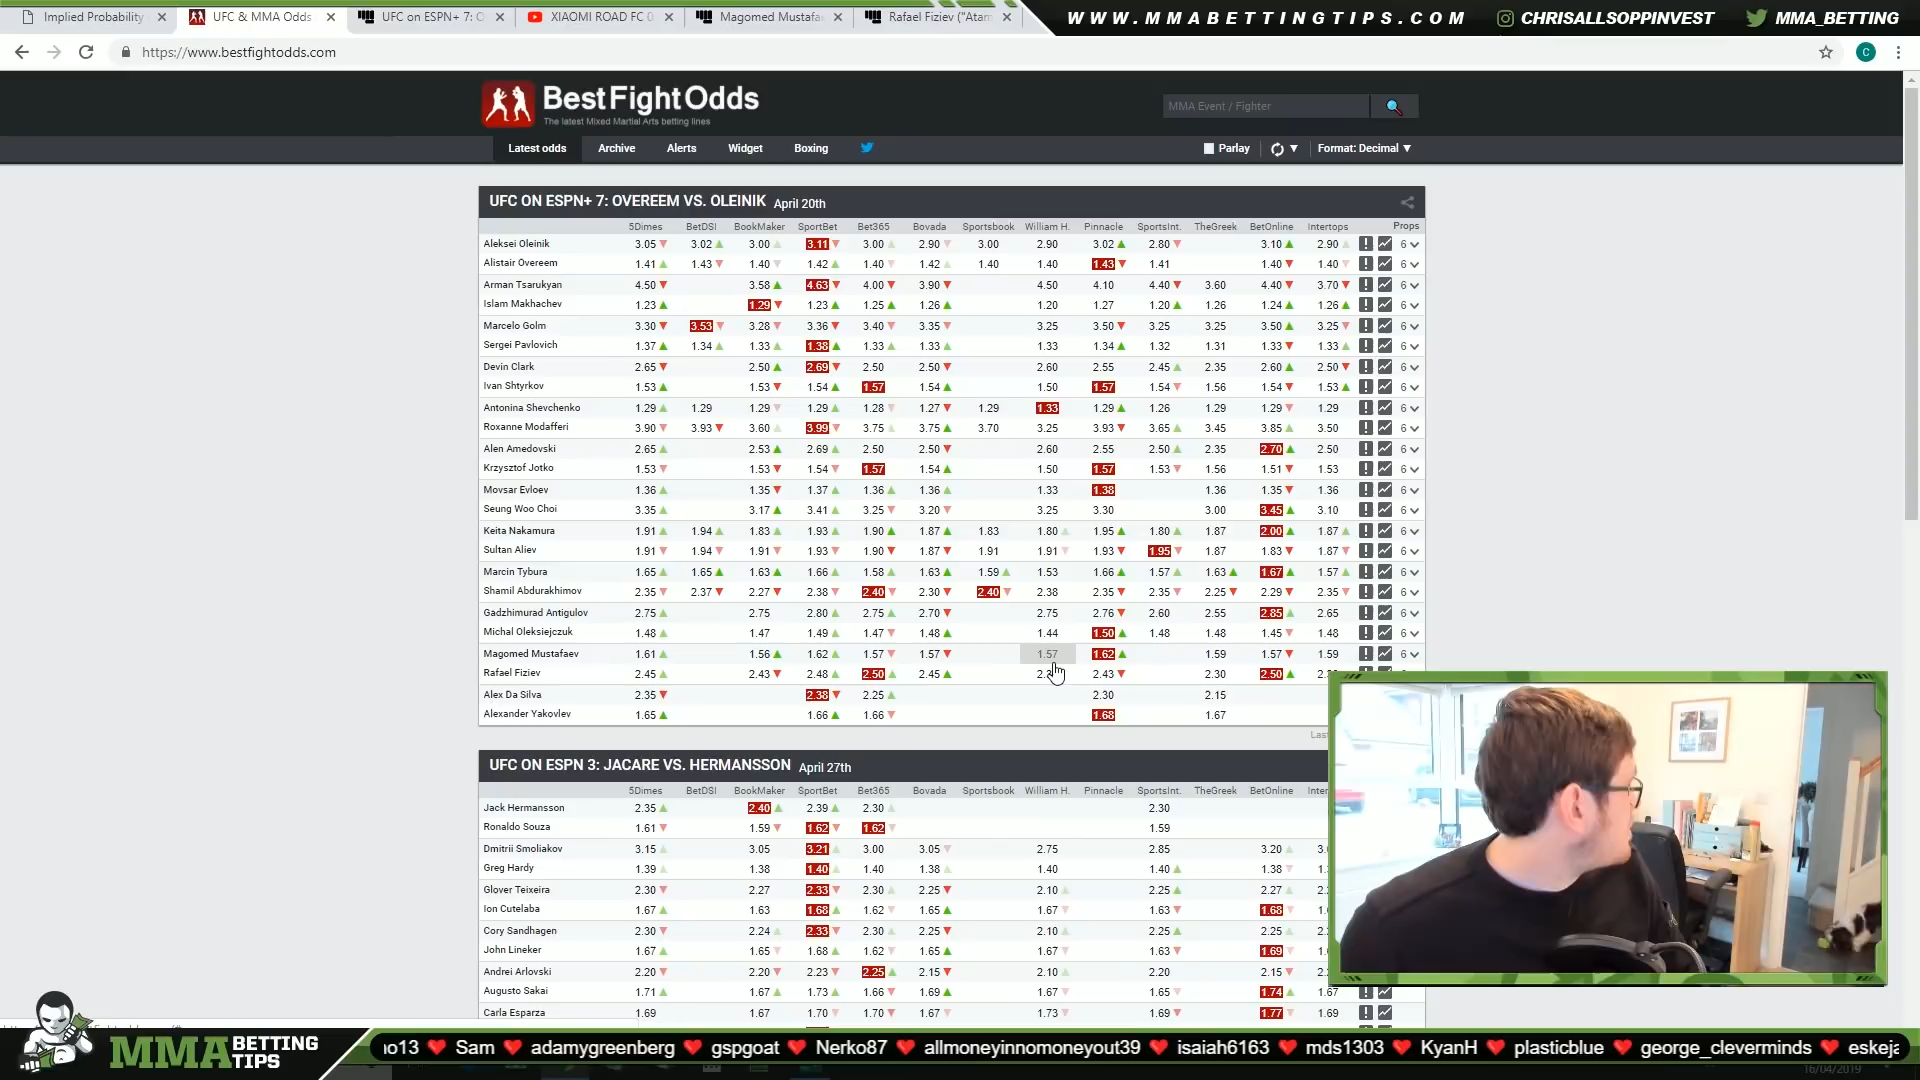 Implied Probability
UFC & MMA Odds
UFC on ESPN+ 7: O
XIAOMI ROAD FC 0
Magomed Mustafa
Rafael Fiziev ("Atam
WWW.MMABETTINGTIPS.COM
CHRISALLSOPPINVEST
MMA_BETTING
https://www.bestfightodds.com
C
BestFightOdds
The latest Mixed Martial Arts betting lines
MMA Event / Fighter
Latest odds Archive Alerts Widget Boxing Parlay Format: Decimal ▼
UFC ON ESPN+ 7: OVEREEM VS. OLEINIK April 20th
5Dimes BetDSI BookMaker SportBet Bet365 Bovada Sportsbook William H. Pinnacle SportsInt. TheGreek BetOnline Intertops Props
Aleksei Oleinik 3.05 ▼ 3.02 ▲ 3.00 ▲ 3.11 ▼ 3.00 ▲ 2.90 ▼ 3.00 2.90 3.02 ▲ 2.80 ▼ 3.10 ▲ 2.90 ▲ 6
Alistair Overeem 1.41 ▲ 1.43 ▼ 1.40 ▼ 1.42 ▲ 1.40 ▼ 1.42 ▲ 1.40 1.40 1.43 ▼ 1.41 1.40 ▼ 1.40 ▼ 6
Arman Tsarukyan 4.50 ▼ 3.58 ▲ 4.63 ▼ 4.00 ▼ 3.90 ▼ 4.50 4.10 4.40 ▼ 3.60 4.40 ▼ 3.70 ▼ 6
Islam Makhachev 1.23 ▲ 1.29 ▼ 1.23 ▲ 1.25 ▲ 1.26 ▲ 1.20 1.27 1.20 ▲ 1.26 1.24 ▲ 1.26 ▲ 6
Marcelo Golm 3.30 ▼ 3.53 ▼ 3.28 ▼ 3.36 ▼ 3.40 ▼ 3.35 ▼ 3.25 3.50 ▼ 3.25 3.25 3.50 ▲ 3.25 ▼ 6
Sergei Pavlovich 1.37 ▲ 1.34 ▲ 1.33 ▲ 1.38 ▲ 1.33 ▲ 1.33 ▲ 1.33 1.34 ▲ 1.32 1.31 1.33 ▼ 1.33 ▲ 6
Devin Clark 2.65 ▼ 2.50 ▲ 2.69 ▼ 2.50 2.50 ▼ 2.60 2.55 2.45 ▲ 2.35 2.60 ▲ 2.50 ▼ 6
Ivan Shtyrkov 1.53 ▲ 1.53 ▼ 1.54 ▲ 1.57 1.54 ▲ 1.50 1.57 1.54 ▼ 1.56 1.54 ▼ 1.53 ▲ 6
Antonina Shevchenko 1.29 ▲ 1.29 1.29 ▼ 1.29 ▲ 1.28 ▼ 1.27 ▼ 1.29 1.33 1.29 ▲ 1.26 1.29 1.29 ▼ 1.29 6
Roxanne Modafferi 3.90 ▼ 3.93 ▼ 3.60 ▲ 3.99 ▼ 3.75 ▲ 3.75 ▲ 3.70 3.25 3.93 ▼ 3.65 ▲ 3.45 3.85 ▲ 3.50 6
Alen Amedovski 2.65 ▲ 2.53 ▲ 2.69 ▲ 2.50 2.50 ▼ 2.60 2.55 2.50 ▲ 2.35 2.70 ▲ 2.50 6
Krzysztof Jotko 1.53 ▼ 1.53 ▼ 1.54 ▼ 1.57 1.54 ▲ 1.50 1.57 1.53 ▼ 1.56 1.51 ▼ 1.53 6
Movsar Evloev 1.36 ▲ 1.35 ▼ 1.37 ▲ 1.36 ▲ 1.36 ▲ 1.33 1.38 1.36 1.35 ▼ 1.36 6
Seung Woo Choi 3.35 ▲ 3.17 ▲ 3.41 ▲ 3.25 ▼ 3.20 ▼ 3.25 3.30 3.00 3.45 ▲ 3.10 6
Keita Nakamura 1.91 ▲ 1.94 ▲ 1.83 ▲ 1.93 ▲ 1.90 ▲ 1.87 ▲ 1.83 1.80 ▲ 1.95 ▲ 1.80 ▲ 1.87 2.00 ▲ 1.87 ▲ 6
Sultan Aliev 1.91 ▼ 1.94 ▼ 1.91 ▼ 1.93 ▼ 1.90 ▼ 1.87 ▼ 1.91 1.91 ▼ 1.93 ▼ 1.95 ▼ 1.87 1.83 ▼ 1.87 ▼ 6
Marcin Tybura 1.65 ▲ 1.65 ▲ 1.63 ▲ 1.66 ▲ 1.58 ▲ 1.63 ▲ 1.59 ▲ 1.53 1.66 ▲ 1.57 ▲ 1.63 ▲ 1.67 ▲ 1.57 ▲ 6
Shamil Abdurakhimov 2.35 ▼ 2.37 ▼ 2.27 ▼ 2.38 ▼ 2.40 ▼ 2.30 ▼ 2.40 ▼ 2.38 2.35 ▼ 2.35 ▼ 2.25 ▼ 2.29 ▼ 2.35 ▼ 6
Gadzhimurad Antigulov 2.75 ▲ 2.75 2.80 ▲ 2.75 ▲ 2.70 ▼ 2.75 2.76 ▼ 2.60 2.55 2.85 ▲ 2.65 6
Michal Oleksiejczuk 1.48 ▲ 1.47 1.49 ▲ 1.47 ▼ 1.48 ▲ 1.44 1.50 ▲ 1.48 1.48 1.45 ▼ 1.48 6
Magomed Mustafaev 1.61 ▲ 1.56 ▲ 1.62 ▲ 1.57 ▼ 1.57 ▼ 1.57 1.62 ▲ 1.59 1.57 ▼ 1.59 6
Rafael Fiziev 2.45 ▲ 2.43 ▼ 2.48 ▲ 2.50 ▲ 2.45 ▲ 2.43 ▼ 2.30 2.50 ▲
Alex Da Silva 2.35 ▼ 2.38 ▼ 2.25 ▲ 2.30 2.15
Alexander Yakovlev 1.65 ▲ 1.66 ▲ 1.66 ▼ 1.68 1.67
Las
UFC ON ESPN 3: JACARE VS. HERMANSSON April 27th
5Dimes BetDSI BookMaker SportBet Bet365 Bovada Sportsbook William H. Pinnacle SportsInt. TheGreek BetOnline Inter
Jack Hermansson 2.35 ▲ 2.40 ▲ 2.39 ▲ 2.30 ▲ 2.30
Ronaldo Souza 1.61 ▼ 1.59 ▼ 1.62 ▼ 1.62 ▼ 1.59
Dmitrii Smoliakov 3.15 ▲ 3.05 3.21 ▲ 3.00 3.05 ▼ 2.75 2.85 3.20 ▲ 3.0
Greg Hardy 1.39 ▲ 1.38 1.40 ▲ 1.40 1.38 ▲ 1.40 1.40 ▲ 1.38 ▼ 1.3
Glover Teixeira 2.30 ▼ 2.27 2.33 ▼ 2.30 ▲ 2.25 ▼ 2.10 ▲ 2.25 ▲ 2.27 ▲ 2.2
Ion Cutelaba 1.67 ▲ 1.63 1.68 ▲ 1.62 ▼ 1.65 ▲ 1.67 ▼ 1.63 ▼ 1.68 ▼
Cory Sandhagen 2.30 ▼ 2.24 ▲ 2.33 ▼ 2.30 ▲ 2.25 ▼ 2.10 ▲ 2.25 ▲ 2.25 ▲ 2.2
John Lineker 1.67 ▲ 1.65 ▼ 1.68 ▲ 1.62 ▼ 1.65 ▲ 1.67 ▼ 1.63 ▼ 1.69 ▼
Andrei Arlovski 2.20 ▼ 2.20 ▼ 2.23 ▼ 2.25 ▲ 2.15 ▼ 2.10 ▲ 2.20 2.15 ▼
Augusto Sakai 1.71 ▲ 1.67 ▲ 1.73 ▲ 1.66 ▼ 1.69 ▲ 1.67 ▼ 1.65 ▼ 1.74 ▲ 1.67
Carla Esparza 1.69 1.67 1.70 ▼ 1.70 ▼ 1.67 ▼ 1.73 ▼ 1.69 ▼ 1.77 ▼ 1.69
MMA BETTING TIPS
no13 ❤ Sam ❤ adamygreenberg ❤ gspgoat ❤ Nerko87 ❤ allmoneyinnomoneyout39 ❤ isaiah6163 ❤ mds1303 ❤ KyanH ❤ plasticblue ❤ george_cleverminds ❤ eskeja
16/04/2019